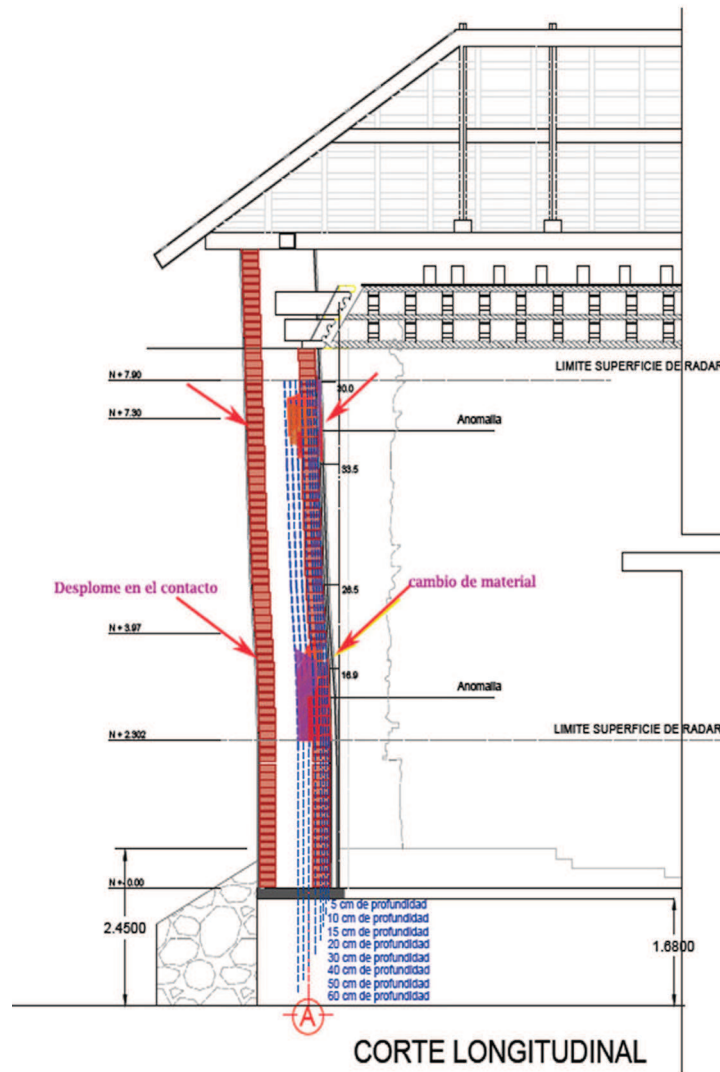 LIMITE SUPERFICIE DE RADAR
N + 7.90
30.0
N + 7.30
Anomalia
33.5
Desplome en el contacto
cambio de material
26.5
N + 3.97
16.9
Anomalia
LIMITE SUPERFICIE DE RADAR
N + 2.302
N +- 0.00
2.4500
1.6800
5 cm de profundidad
10 cm de profundidad
15 cm de profundidad
20 cm de profundidad
30 cm de profundidad
40 cm de profundidad
50 cm de profundidad
60 cm de profundidad
A
CORTE LONGITUDINAL